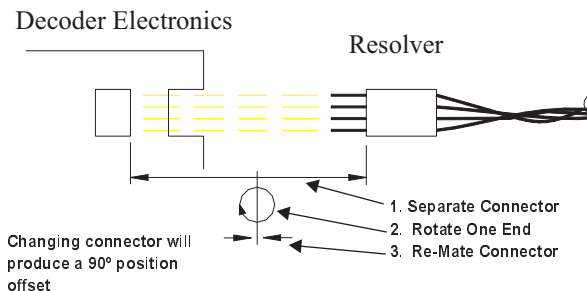 Decoder Electronics
Resolver
1. Separate Connector
2. Rotate One End
3. Re-Mate Connector
Changing connector will
produce a 90º position
offset